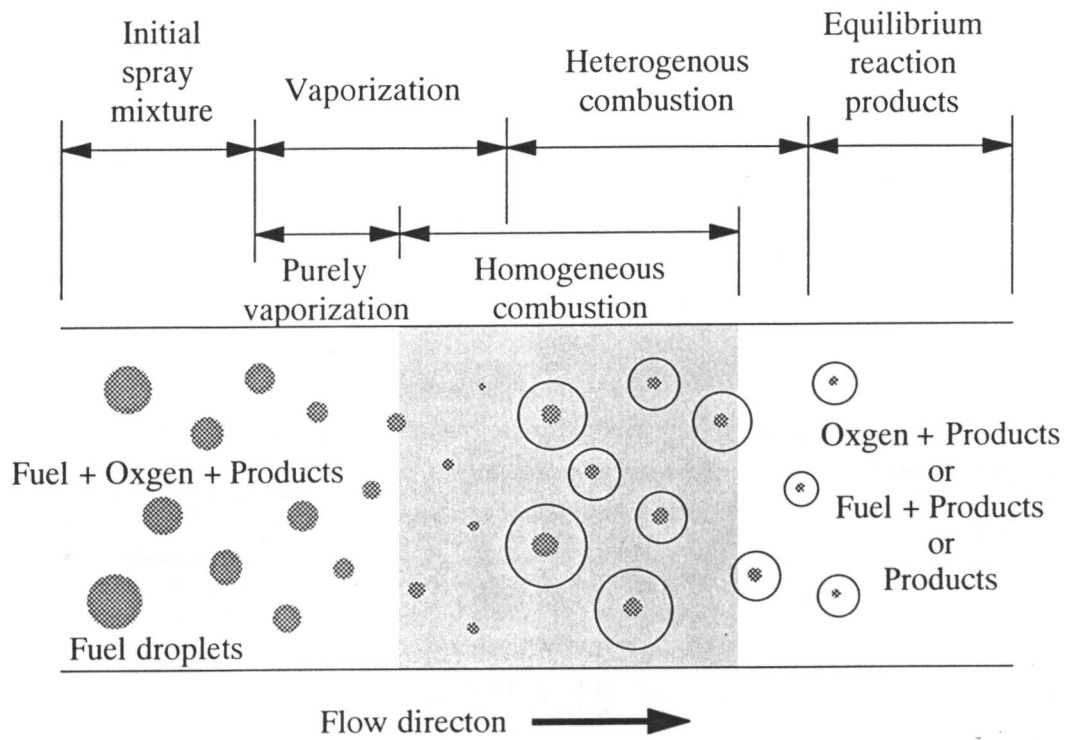 Initial
spray
mixture
Vaporization
Heterogenous
combustion
Equilibrium
reaction
products
Purely
vaporization
Homogeneous
combustion
Fuel + Oxgen + Products
Fuel droplets
Oxgen + Products
or
Fuel + Products
or
Products
Flow directon